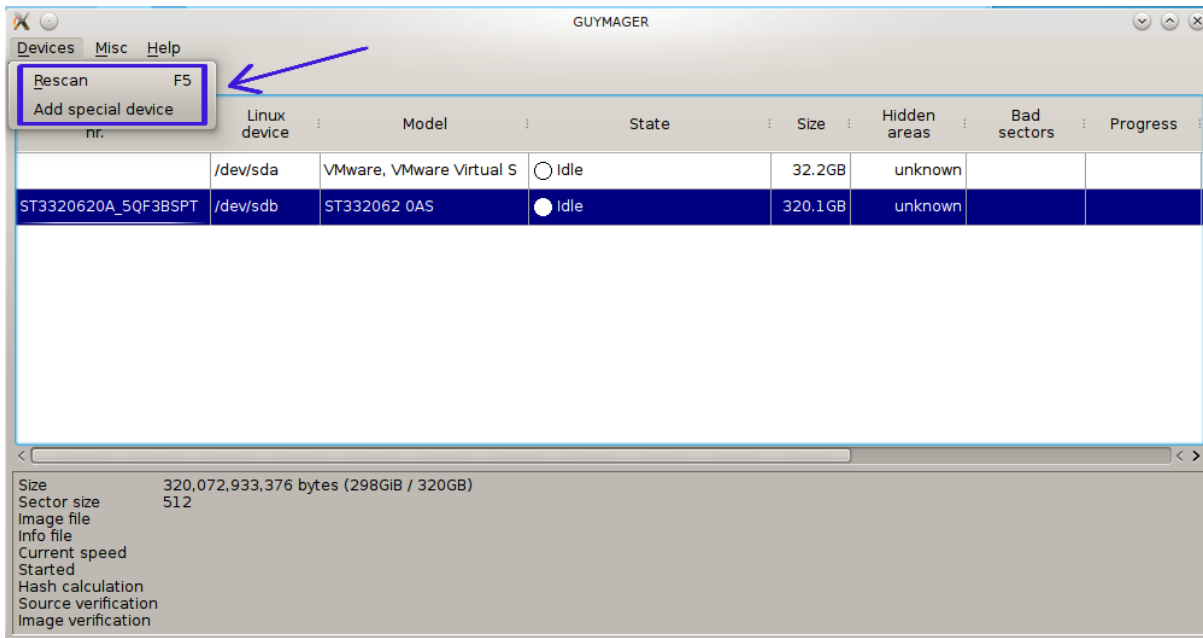 GUYMAGER
Devices Misc Help
Rescan F5
Add special device
nr. Linux device Model State Size Hidden areas Bad sectors Progress
/dev/sda VMware, VMware Virtual S Idle 32.2GB unknown
ST3320620A_5QF3BSPT /dev/sdb ST332062 0AS Idle 320.1GB unknown
Size 320,072,933,376 bytes (298GiB / 320GB)
Sector size 512
Image file
Info file
Current speed
Started
Hash calculation
Source verification
Image verification